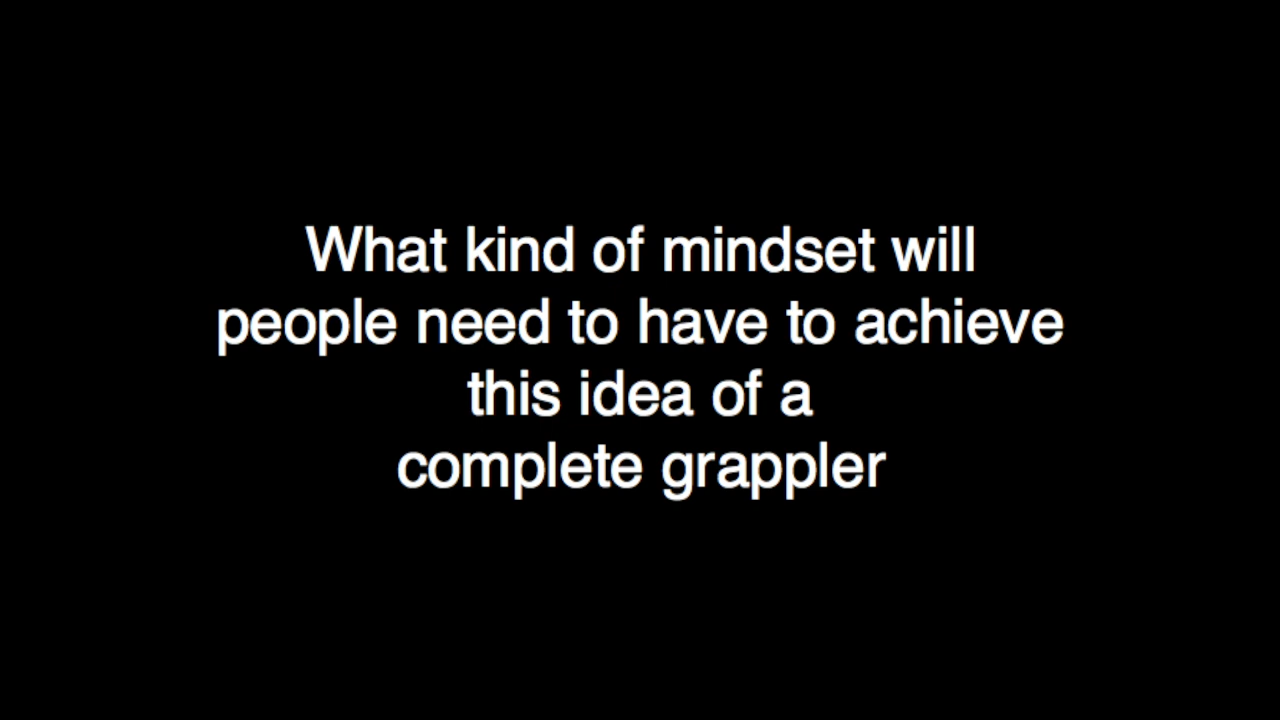 What kind of mindset will
people need to have to achieve
this idea of a
complete grappler